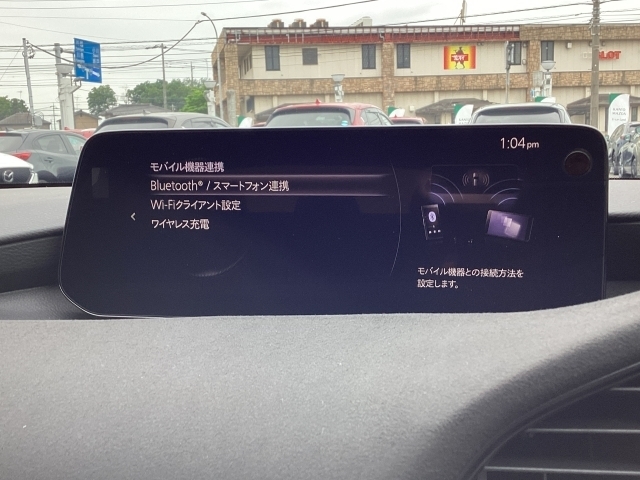 1:04pm
モバイル機器連携
Bluetooth® / スマートフォン連携
Wi-Fiクライアント設定
ワイヤレス充電
モバイル機器との接続方法を
設定します。